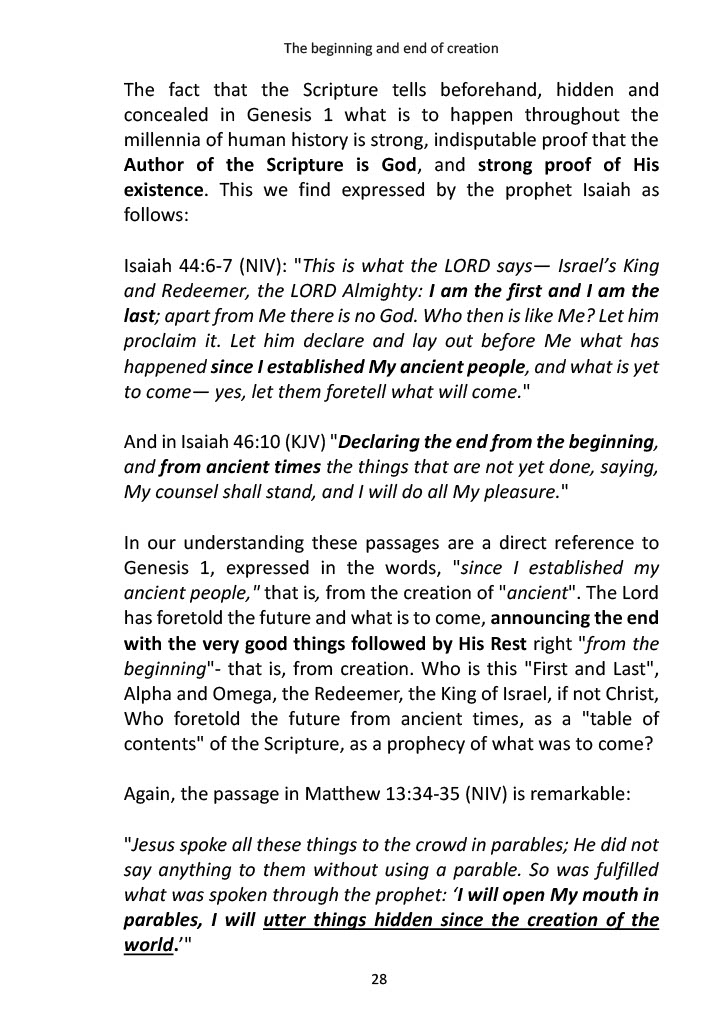 The beginning and end of creation
The fact that the Scripture tells beforehand, hidden and
concealed in Genesis 1 what is to happen throughout the
millennia of human history is strong, indisputable proof that the
Author of the Scripture is God, and strong proof of His
existence. This we find expressed by the prophet Isaiah as
follows:
Isaiah 44:6-7 (NIV): "This is what the LORD says— Israel’s King
and Redeemer, the LORD Almighty: I am the first and I am the
last; apart from Me there is no God. Who then is like Me? Let him
proclaim it. Let him declare and lay out before Me what has
happened since I established My ancient people, and what is yet
to come— yes, let them foretell what will come."
And in Isaiah 46:10 (KJV) "Declaring the end from the beginning,
and from ancient times the things that are not yet done, saying,
My counsel shall stand, and I will do all My pleasure."
In our understanding these passages are a direct reference to
Genesis 1, expressed in the words, "since I established my
ancient people," that is, from the creation of "ancient". The Lord
has foretold the future and what is to come, announcing the end
with the very good things followed by His Rest right "from the
beginning"- that is, from creation. Who is this "First and Last",
Alpha and Omega, the Redeemer, the King of Israel, if not Christ,
Who foretold the future from ancient times, as a "table of
contents" of the Scripture, as a prophecy of what was to come?
Again, the passage in Matthew 13:34-35 (NIV) is remarkable:
"Jesus spoke all these things to the crowd in parables; He did not
say anything to them without using a parable. So was fulfilled
what was spoken through the prophet: ‘I will open My mouth in
parables, I will utter things hidden since the creation of the
world.’"
28